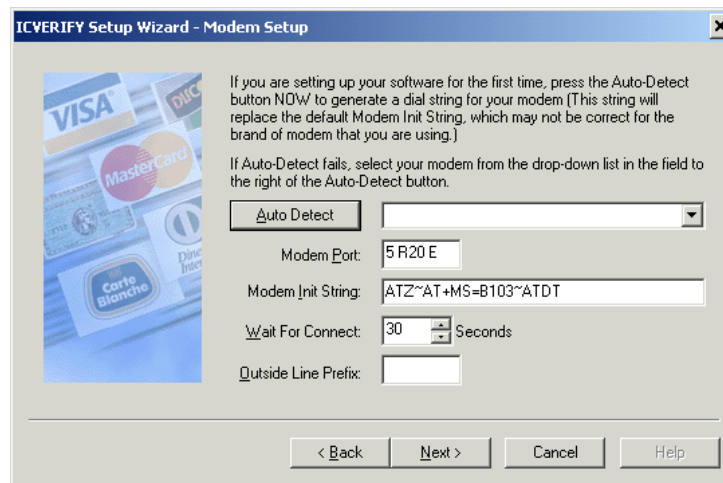 ICVERIFY Setup Wizard - Modem Setup
If you are setting up your software for the first time, press the Auto-Detect
button NOW to generate a dial string for your modem (This string will
replace the default Modem Init String, which may not be correct for the
brand of modem that you are using.)
If Auto-Detect fails, select your modem from the drop-down list in the field to
the right of the Auto-Detect button.
VISA
MasterCard
Carte
Blanche
Auto Detect
Modem Port: 5 R20 E
Modem Init String: ATZ~AT+MS=B103~ATDT
Wait For Connect: 30 Seconds
Outside Line Prefix:
< Back Next > Cancel Help